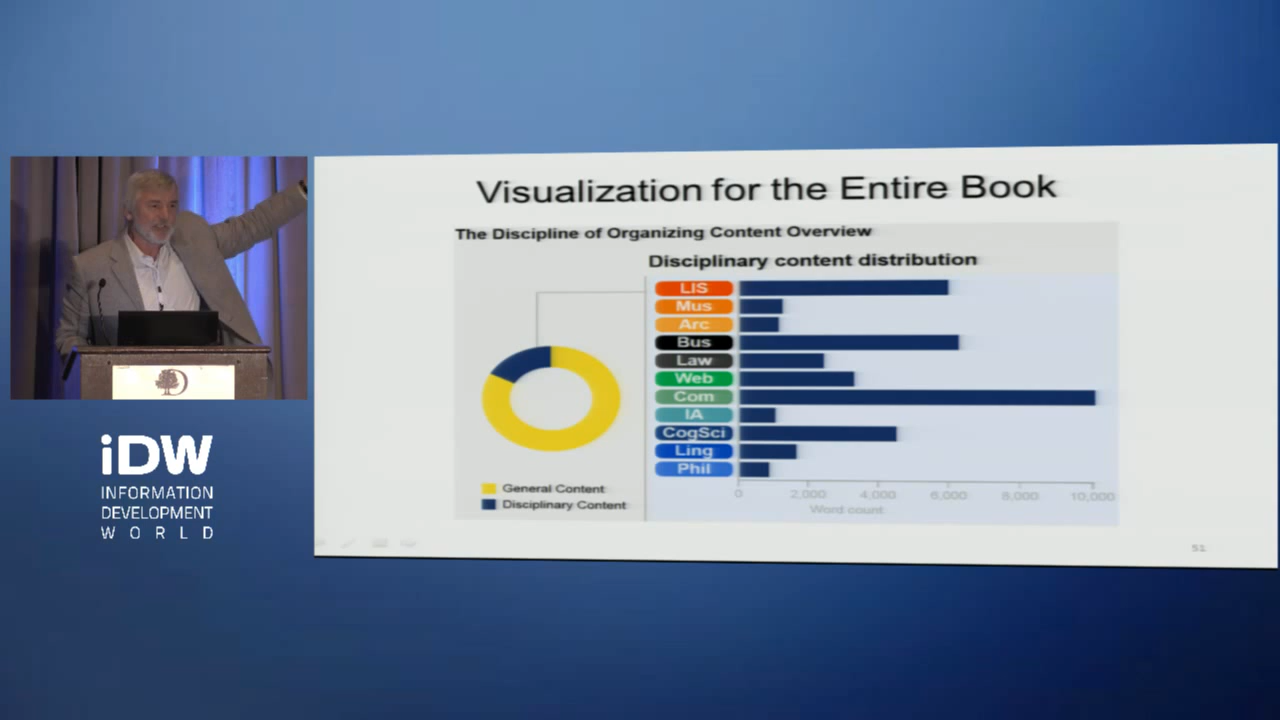 Visualization for the Entire Book
The Discipline of Organizing Content Overview
Disciplinary content distribution
LIS
Mus
Arc
Bus
Law
Web
Com
IA
CogSci
Ling
Phil
0
2,000
4,000
6,000
8,000
10,000
Word count
General Content
Disciplinary Content
51
iDW
INFORMATION
DEVELOPMENT
WORLD
D